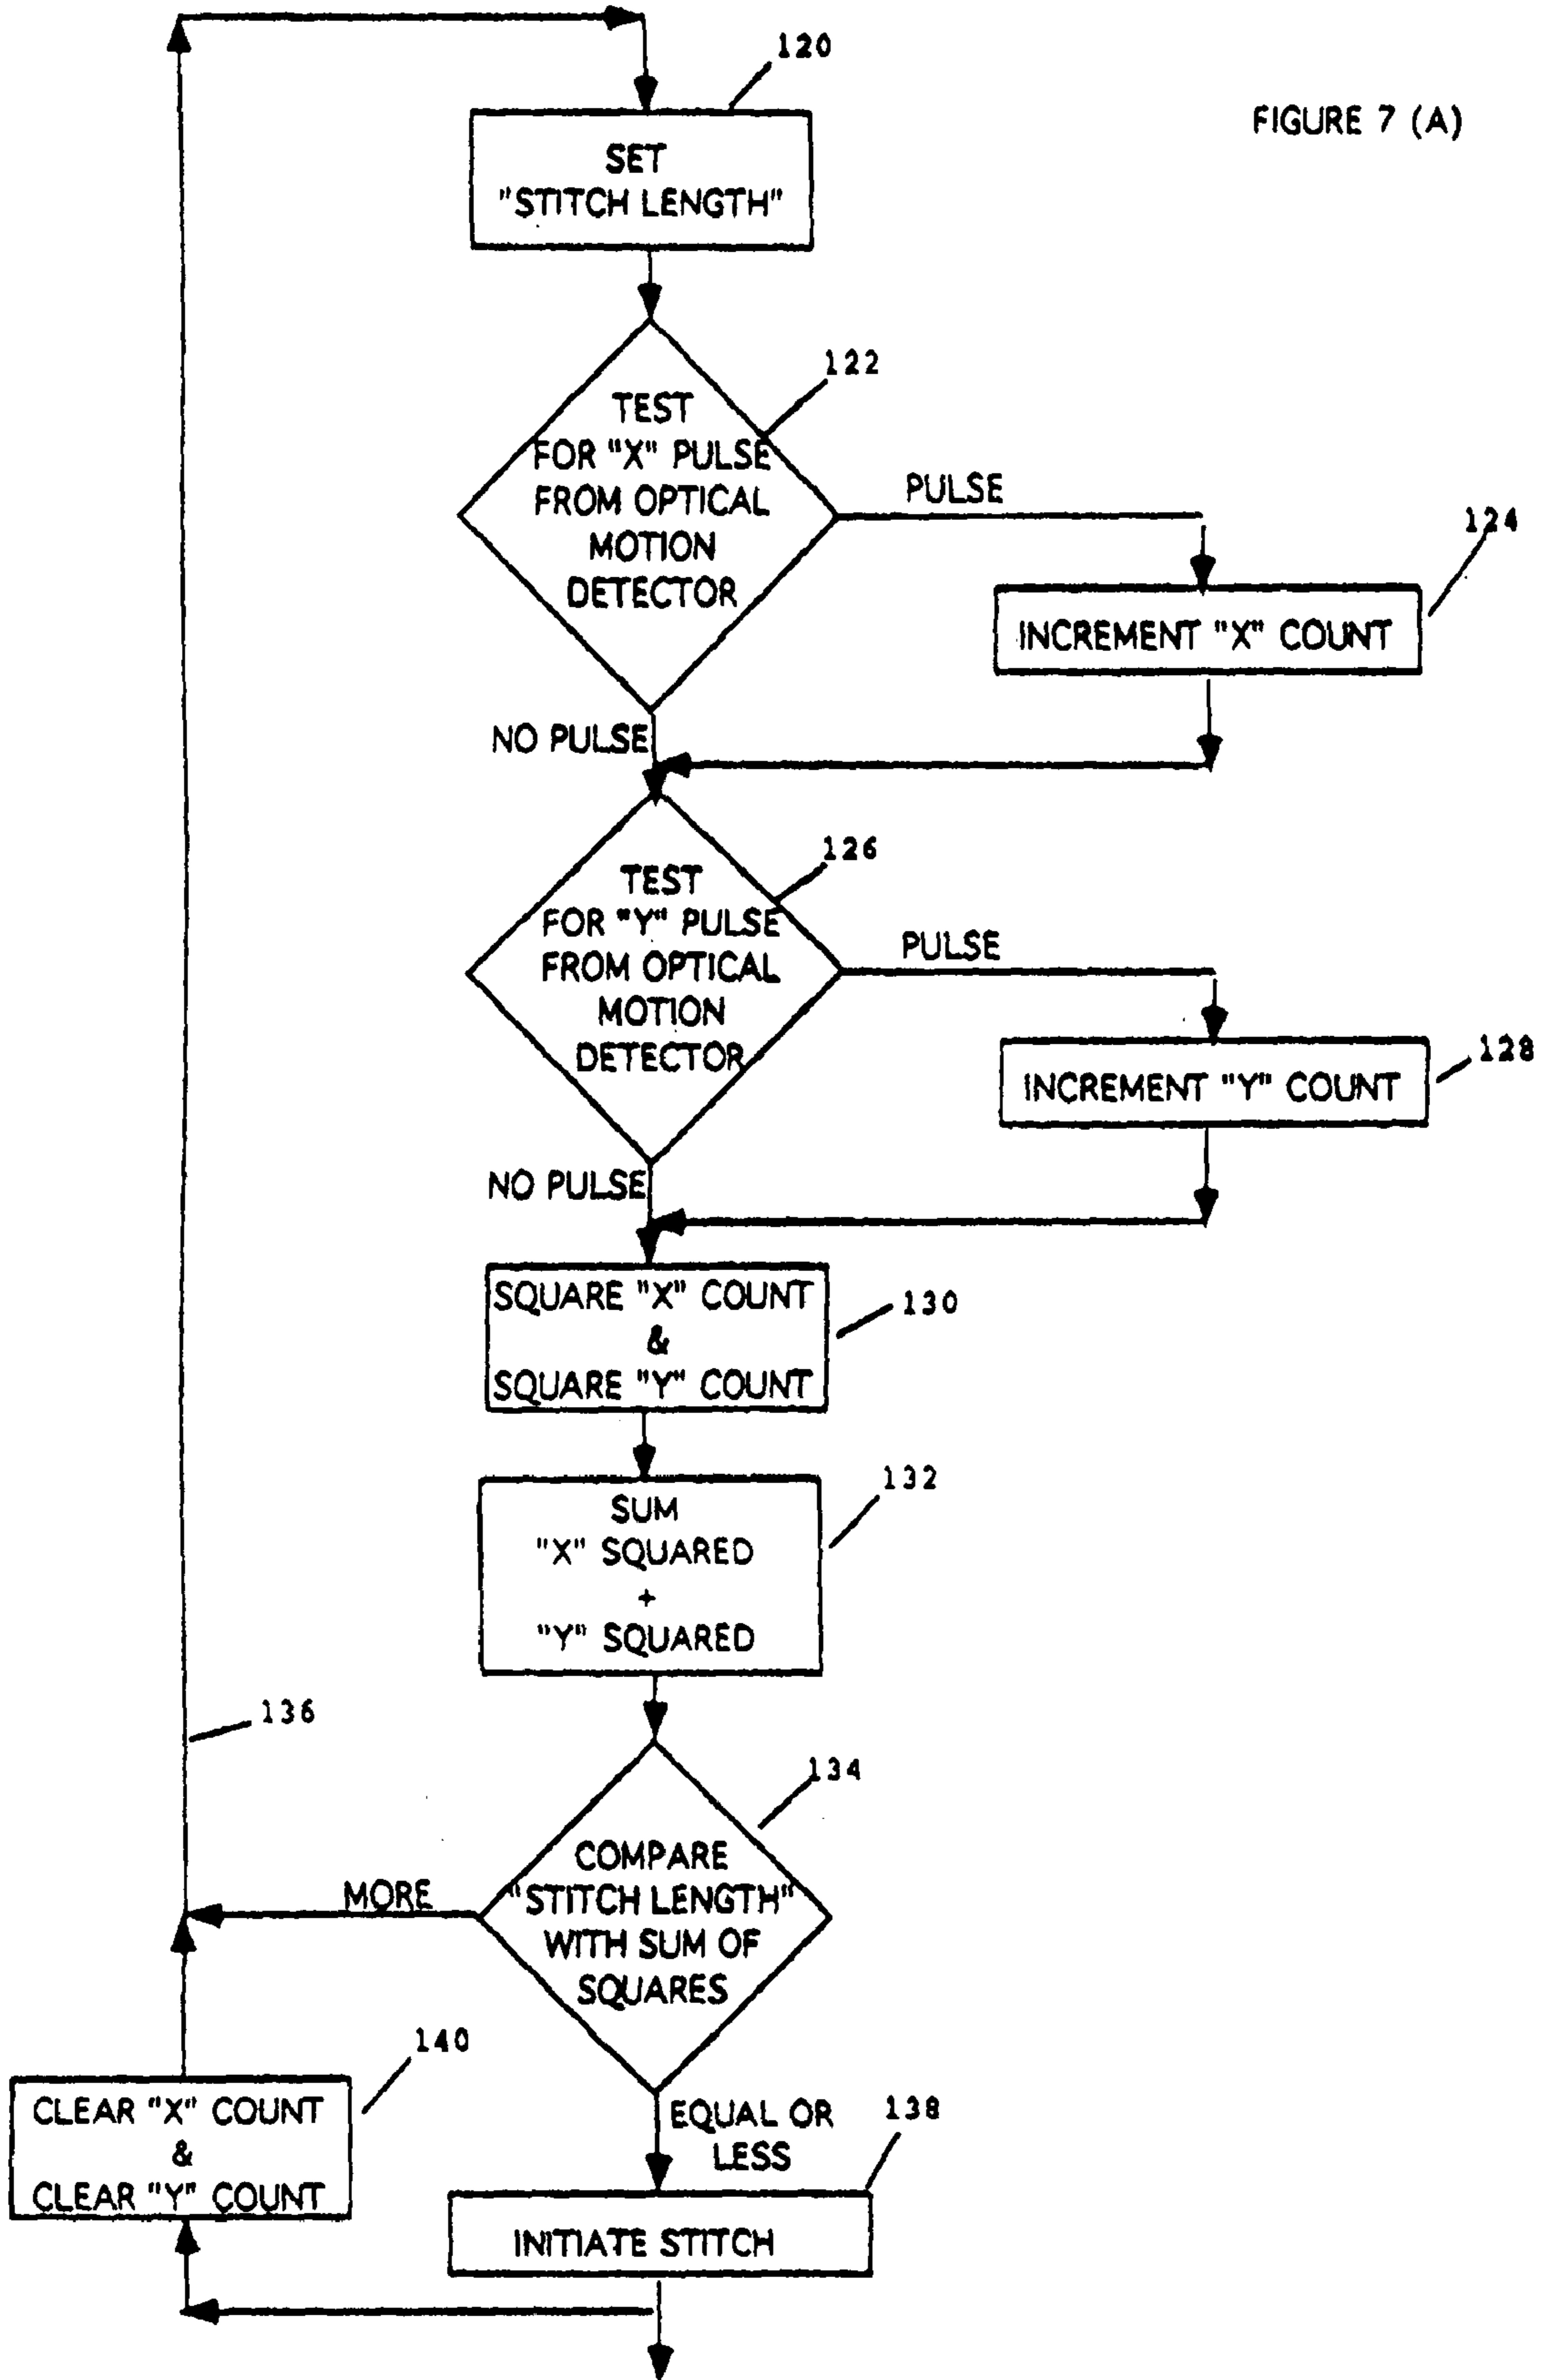 120
FIGURE 7 (A)
SET
"STITCH LENGTH"
122
TEST
FOR "X" PULSE
FROM OPTICAL
MOTION
DETECTOR
PULSE
124
INCREMENT "X" COUNT
NO PULSE
126
TEST
FOR "Y" PULSE
FROM OPTICAL
MOTION
DETECTOR
PULSE
128
INCREMENT "Y" COUNT
NO PULSE
SQUARE "X" COUNT
&
SQUARE "Y" COUNT
130
132
SUM
"X" SQUARED
+
"Y" SQUARED
136
134
COMPARE
"STITCH LENGTH"
WITH SUM OF
SQUARES
MORE
140
CLEAR "X" COUNT
&
CLEAR "Y" COUNT
EQUAL OR
LESS
138
INITIATE STITCH